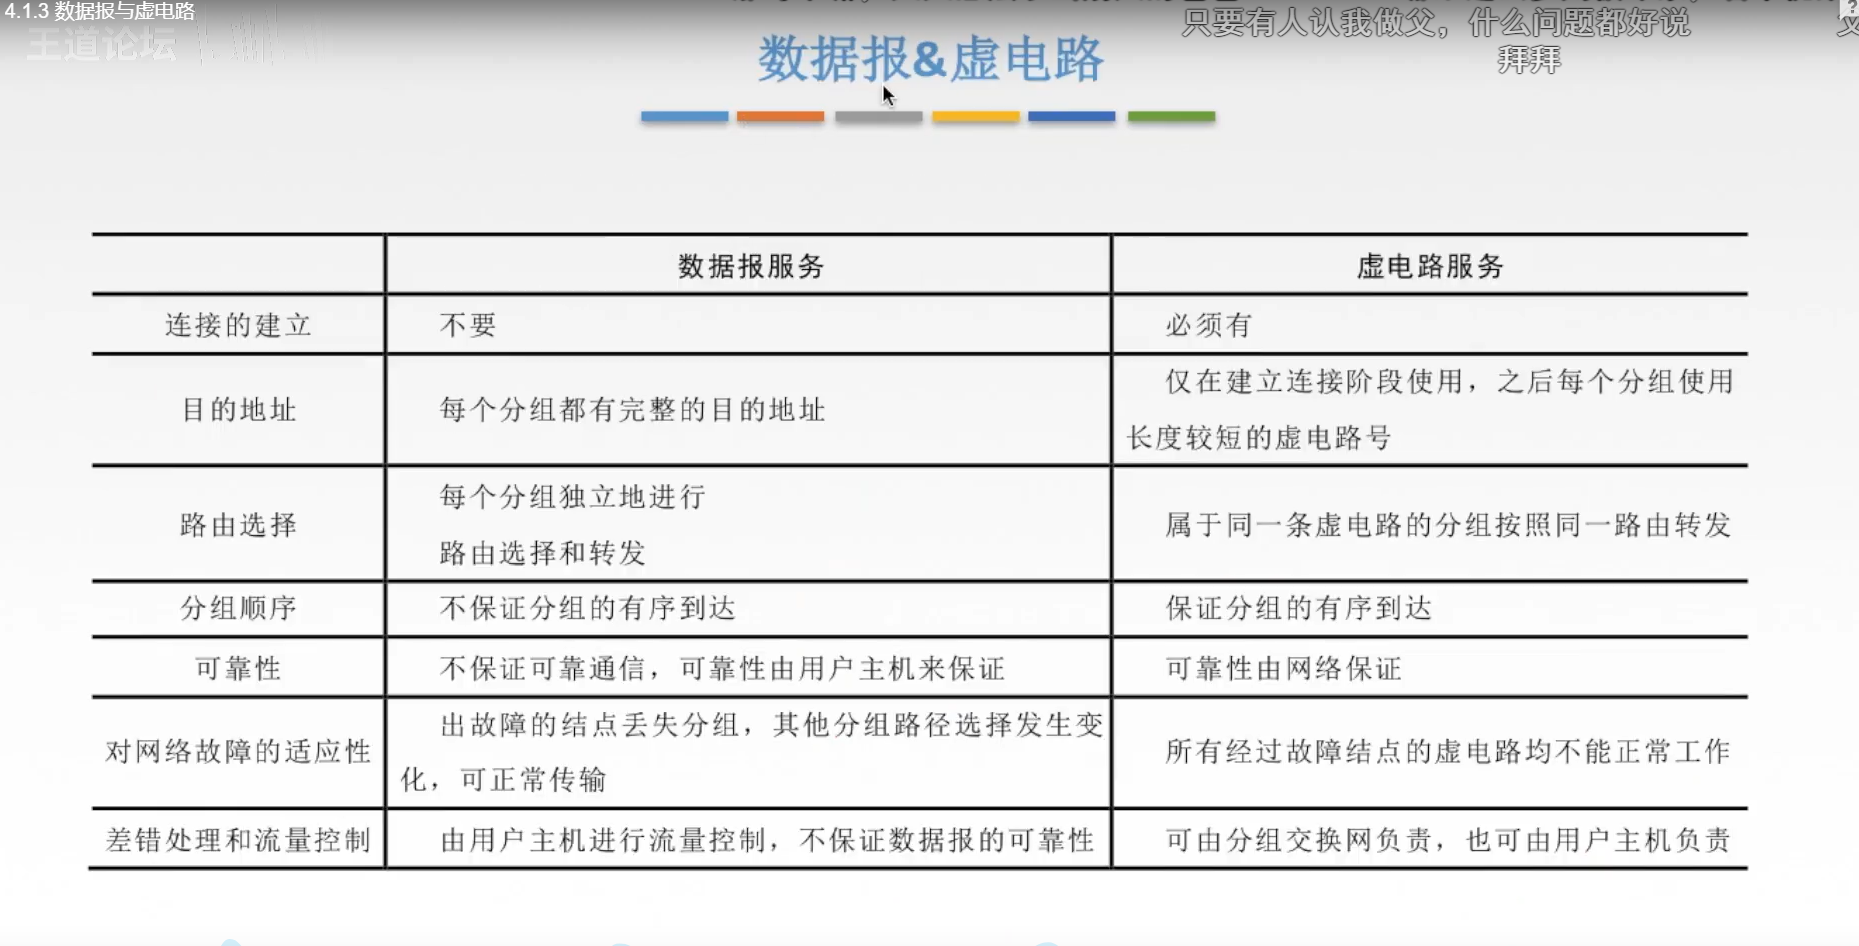 4.1.3 数据报与虚电路
只要有人认我做父，什么问题都好说
王道论坛
拜拜
数据报&虚电路
数据报服务
虚电路服务
连接的建立
不要
必须有
目的地址
每个分组都有完整的目的地址
仅在建立连接阶段使用，之后每个分组使用
长度较短的虚电路号
路由选择
每个分组独立地进行
路由选择和转发
属于同一条虚电路的分组按照同一路由转发
分组顺序
不保证分组的有序到达
保证分组的有序到达
可靠性
不保证可靠通信，可靠性由用户主机来保证
可靠性由网络保证
对网络故障的适应性
出故障的结点丢失分组，其他分组路径选择发生变
化，可正常传输
所有经过故障结点的虚电路均不能正常工作
差错处理和流量控制
由用户主机进行流量控制，不保证数据报的可靠性
可由分组交换网负责，也可由用户主机负责